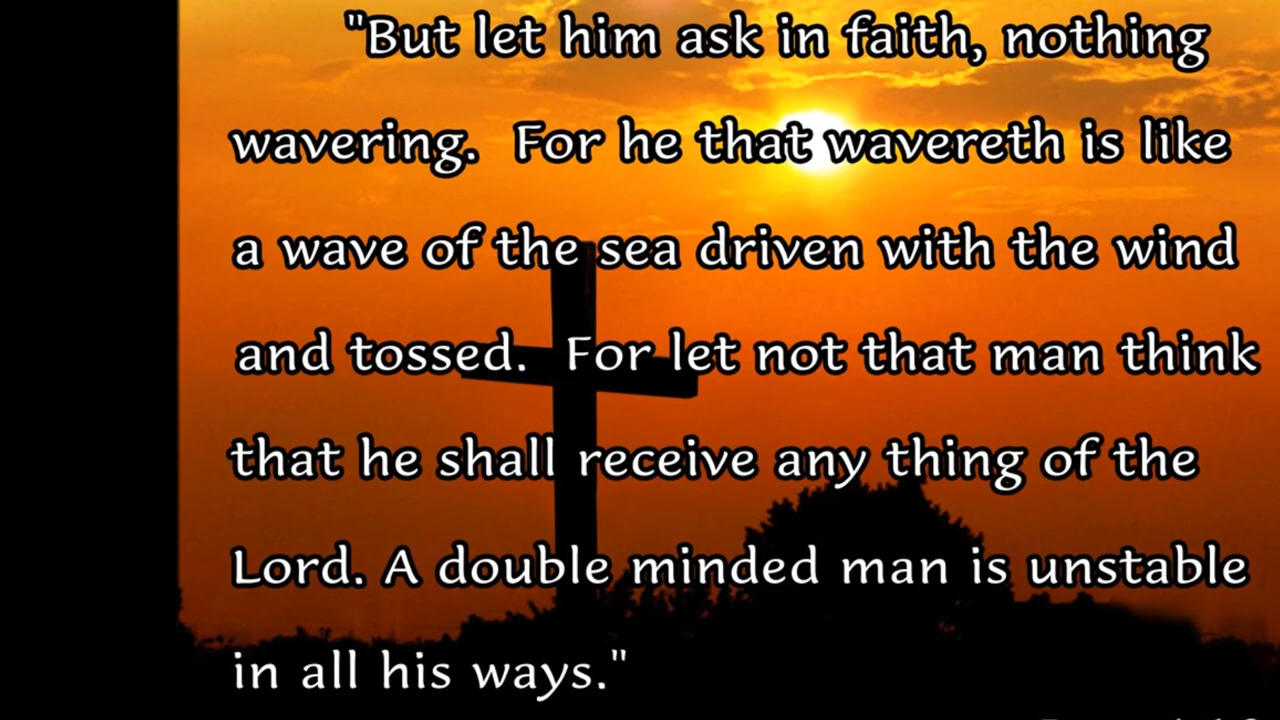 "But let him ask in faith, nothing
wavering.  For he that wavereth is like
a wave of the sea driven with the wind
and tossed.  For let not that man think
that he shall receive any thing of the
Lord. A double minded man is unstable
in all his ways."